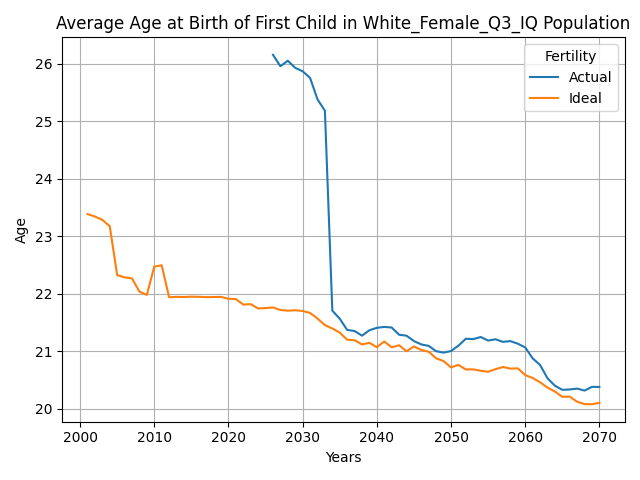 Average Age at Birth of First Child in White_Female_Q3_IQ Population
Fertility
Actual
Ideal
26
25
24
23
22
21
20
Age
2000
2010
2020
2030
2040
2050
2060
2070
Years